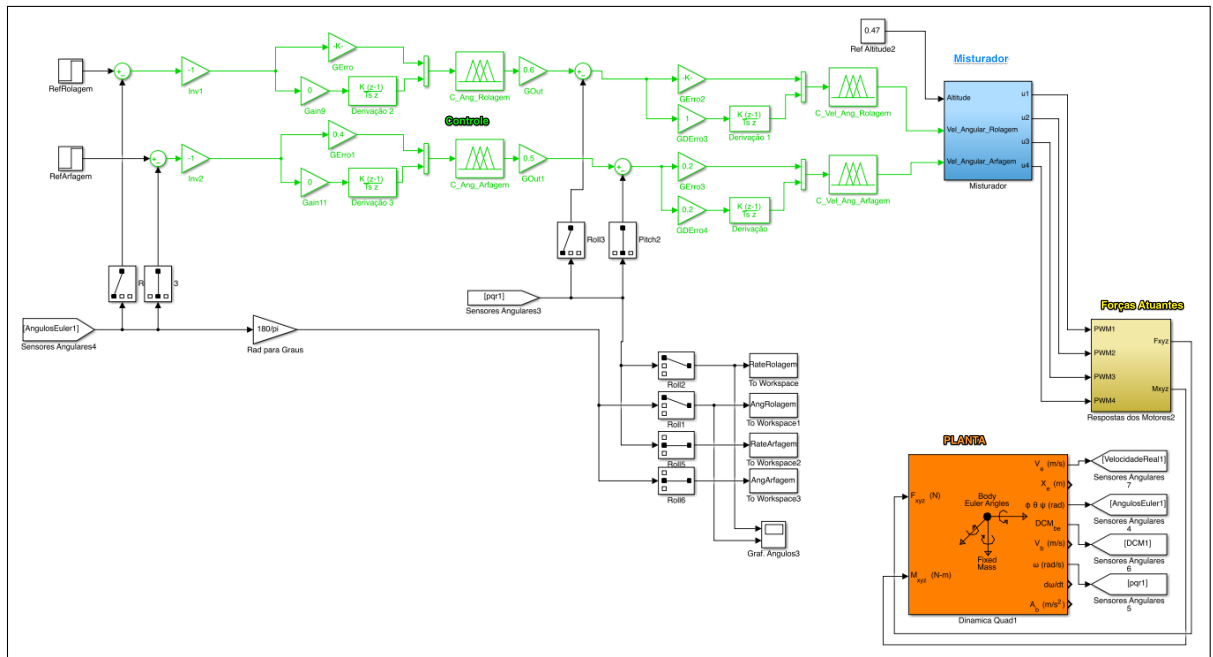 0.47
Ref Altitude2
Misturador
RefRolagem
+
−
-1
Inv1
-K-
GErro
0
Gain9
K (z-1)
Ts z
Derivação 2
C_Ang_Rolagem
0.6
GOut
+
−
-K-
GErro2
1
GDErro3
K (z-1)
Ts z
Derivação 1
C_Vel_Ang_Rolagem
Controle
RefArfagem
+
−
-1
Inv2
0.4
GErro1
0
Gain11
K (z-1)
Ts z
Derivação 3
C_Ang_Arfagem
0.5
GOut1
+
−
0.2
GErro3
0.2
GDErro4
K (z-1)
Ts z
Derivação
C_Vel_Ang_Arfagem
Altitude
Vel_Angular_Rolagem
Vel_Angular_Arfagem
u1
u2
u3
u4
Misturador
Roll3
Pitch2
R
3
[pqr1]
Sensores Angulares3
[AngulosEuler1]
Sensores Angulares4
180/pi
Rad para Graus
Roll2
RateRolagem
To Workspace
Roll1
AngRolagem
To Workspace1
Roll5
RateArfagem
To Workspace2
Roll6
AngArfagem
To Workspace3
Graf. Angulos3
Forças Atuantes
PWM1
PWM2
PWM3
PWM4
Fxyz
Mxyz
Respostas dos Motores2
PLANTA
F xyz (N)
M xyz (N-m)
Body
Euler Angles
Fixed
Mass
V e (m/s)
X e (m)
ϕ θ ψ (rad)
DCM be
V b (m/s)
ω (rad/s)
dω/dt
A b (m/s²)
Dinamica Quad1
[VelocidadeReal1]
Sensores Angulares
7
[AngulosEuler1]
Sensores Angulares
4
[DCM1]
Sensores Angulares
6
[pqr1]
Sensores Angulares
5